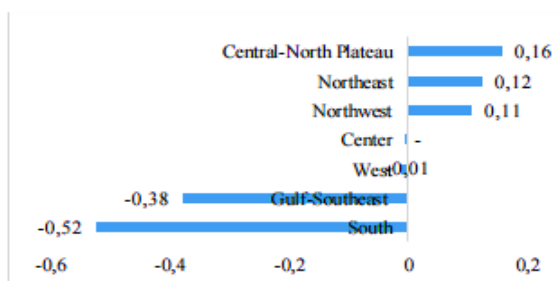 Central-North Plateau 0,16
Northeast 0,12
Northwest 0,11
Center -
West -0,01
-0,38 Gulf-Southeast
-0,52 South
-0,6 -0,4 -0,2 0 0,2